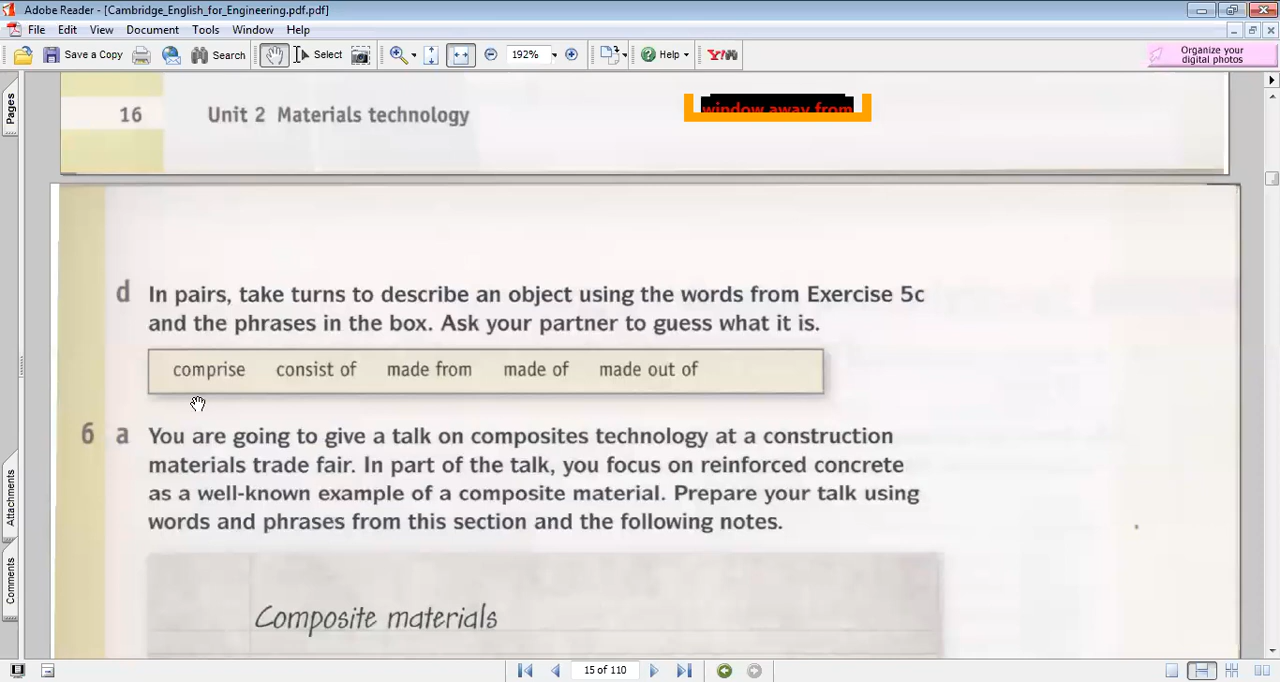 Adobe Reader - [Cambridge_English_for_Engineering.pdf.pdf]
File Edit View Document Tools Window Help
Save a Copy Search Select 192% Help Y! Organize your digital photos
Pages
16 Unit 2 Materials technology
window away from
d In pairs, take turns to describe an object using the words from Exercise 5c
and the phrases in the box. Ask your partner to guess what it is.
comprise consist of made from made of made out of
6 a You are going to give a talk on composites technology at a construction
materials trade fair. In part of the talk, you focus on reinforced concrete
as a well-known example of a composite material. Prepare your talk using
words and phrases from this section and the following notes.
Composite materials
Attachments
Comments
15 of 110